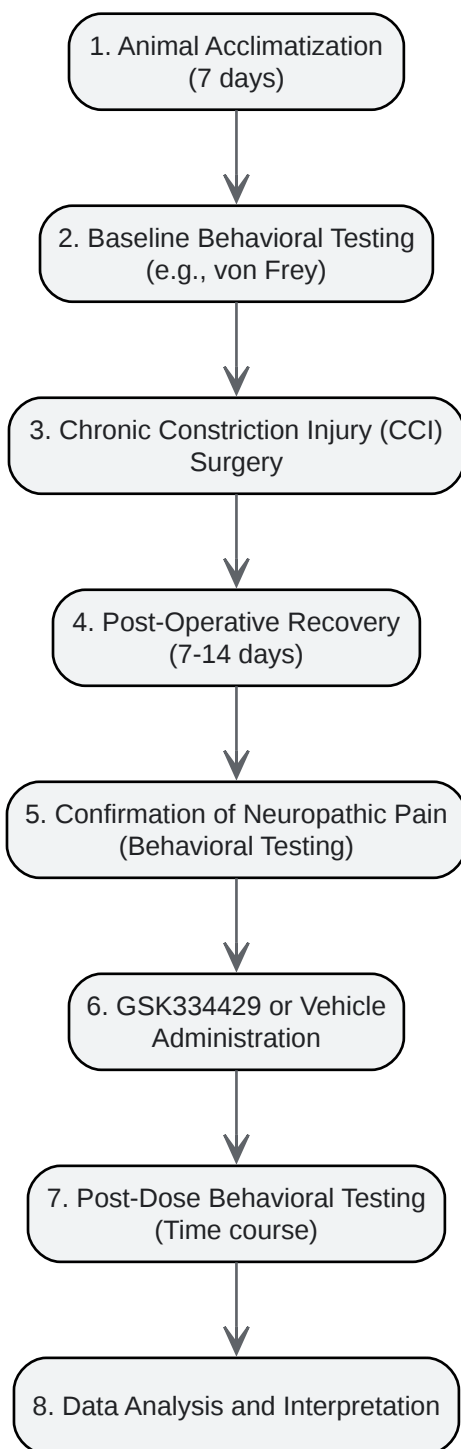 1. Animal Acclimatization
(7 days)
2. Baseline Behavioral Testing
(e.g., von Frey)
3. Chronic Constriction Injury (CCI)
Surgery
4. Post-Operative Recovery
(7-14 days)
5. Confirmation of Neuropathic Pain
(Behavioral Testing)
6. GSK334429 or Vehicle
Administration
7. Post-Dose Behavioral Testing
(Time course)
8. Data Analysis and Interpretation